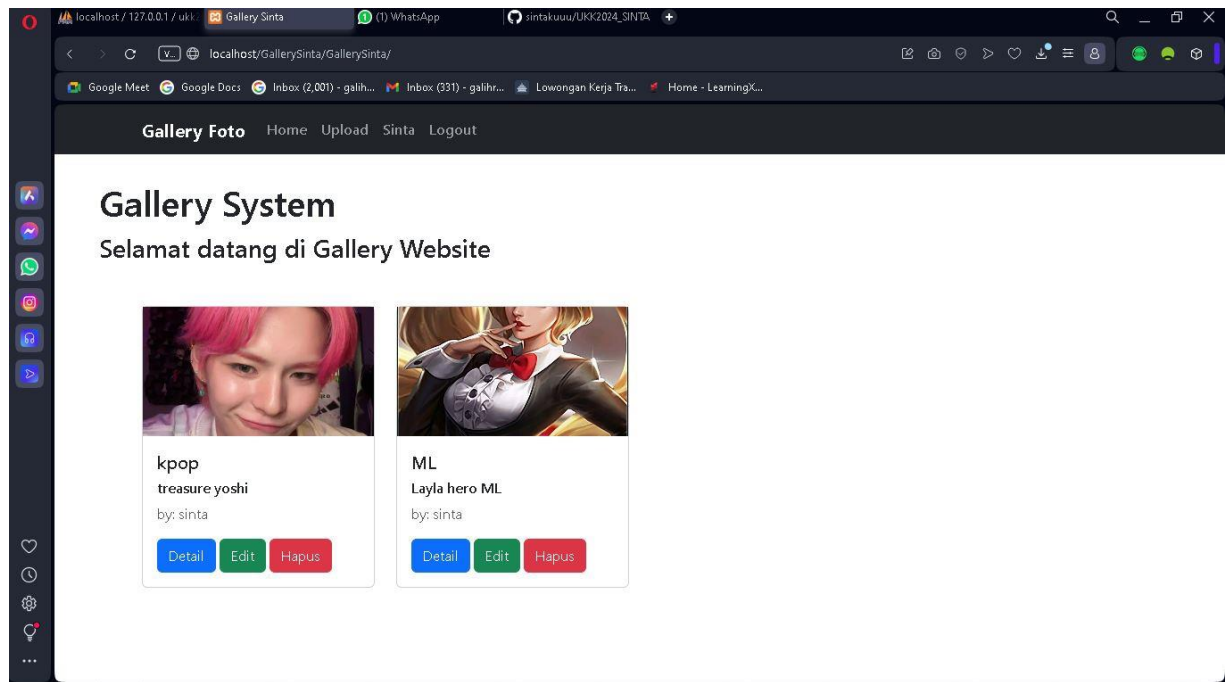 localhost / 127.0.0.1 / ukk
Gallery Sinta
(1) WhatsApp
sintakuuu/UKK2024_SINTA
V...
localhost/GallerySinta/GallerySinta/
Google Meet
Google Docs
Inbox (2,001) - galih...
Inbox (331) - galihr...
Lowongan Kerja Tra...
Home - LearningX...
Gallery Foto Home Upload Sinta Logout
Gallery System
Selamat datang di Gallery Website
kpop
treasure yoshi
by: sinta
Detail Edit Hapus
ML
Layla hero ML
by: sinta
Detail Edit Hapus